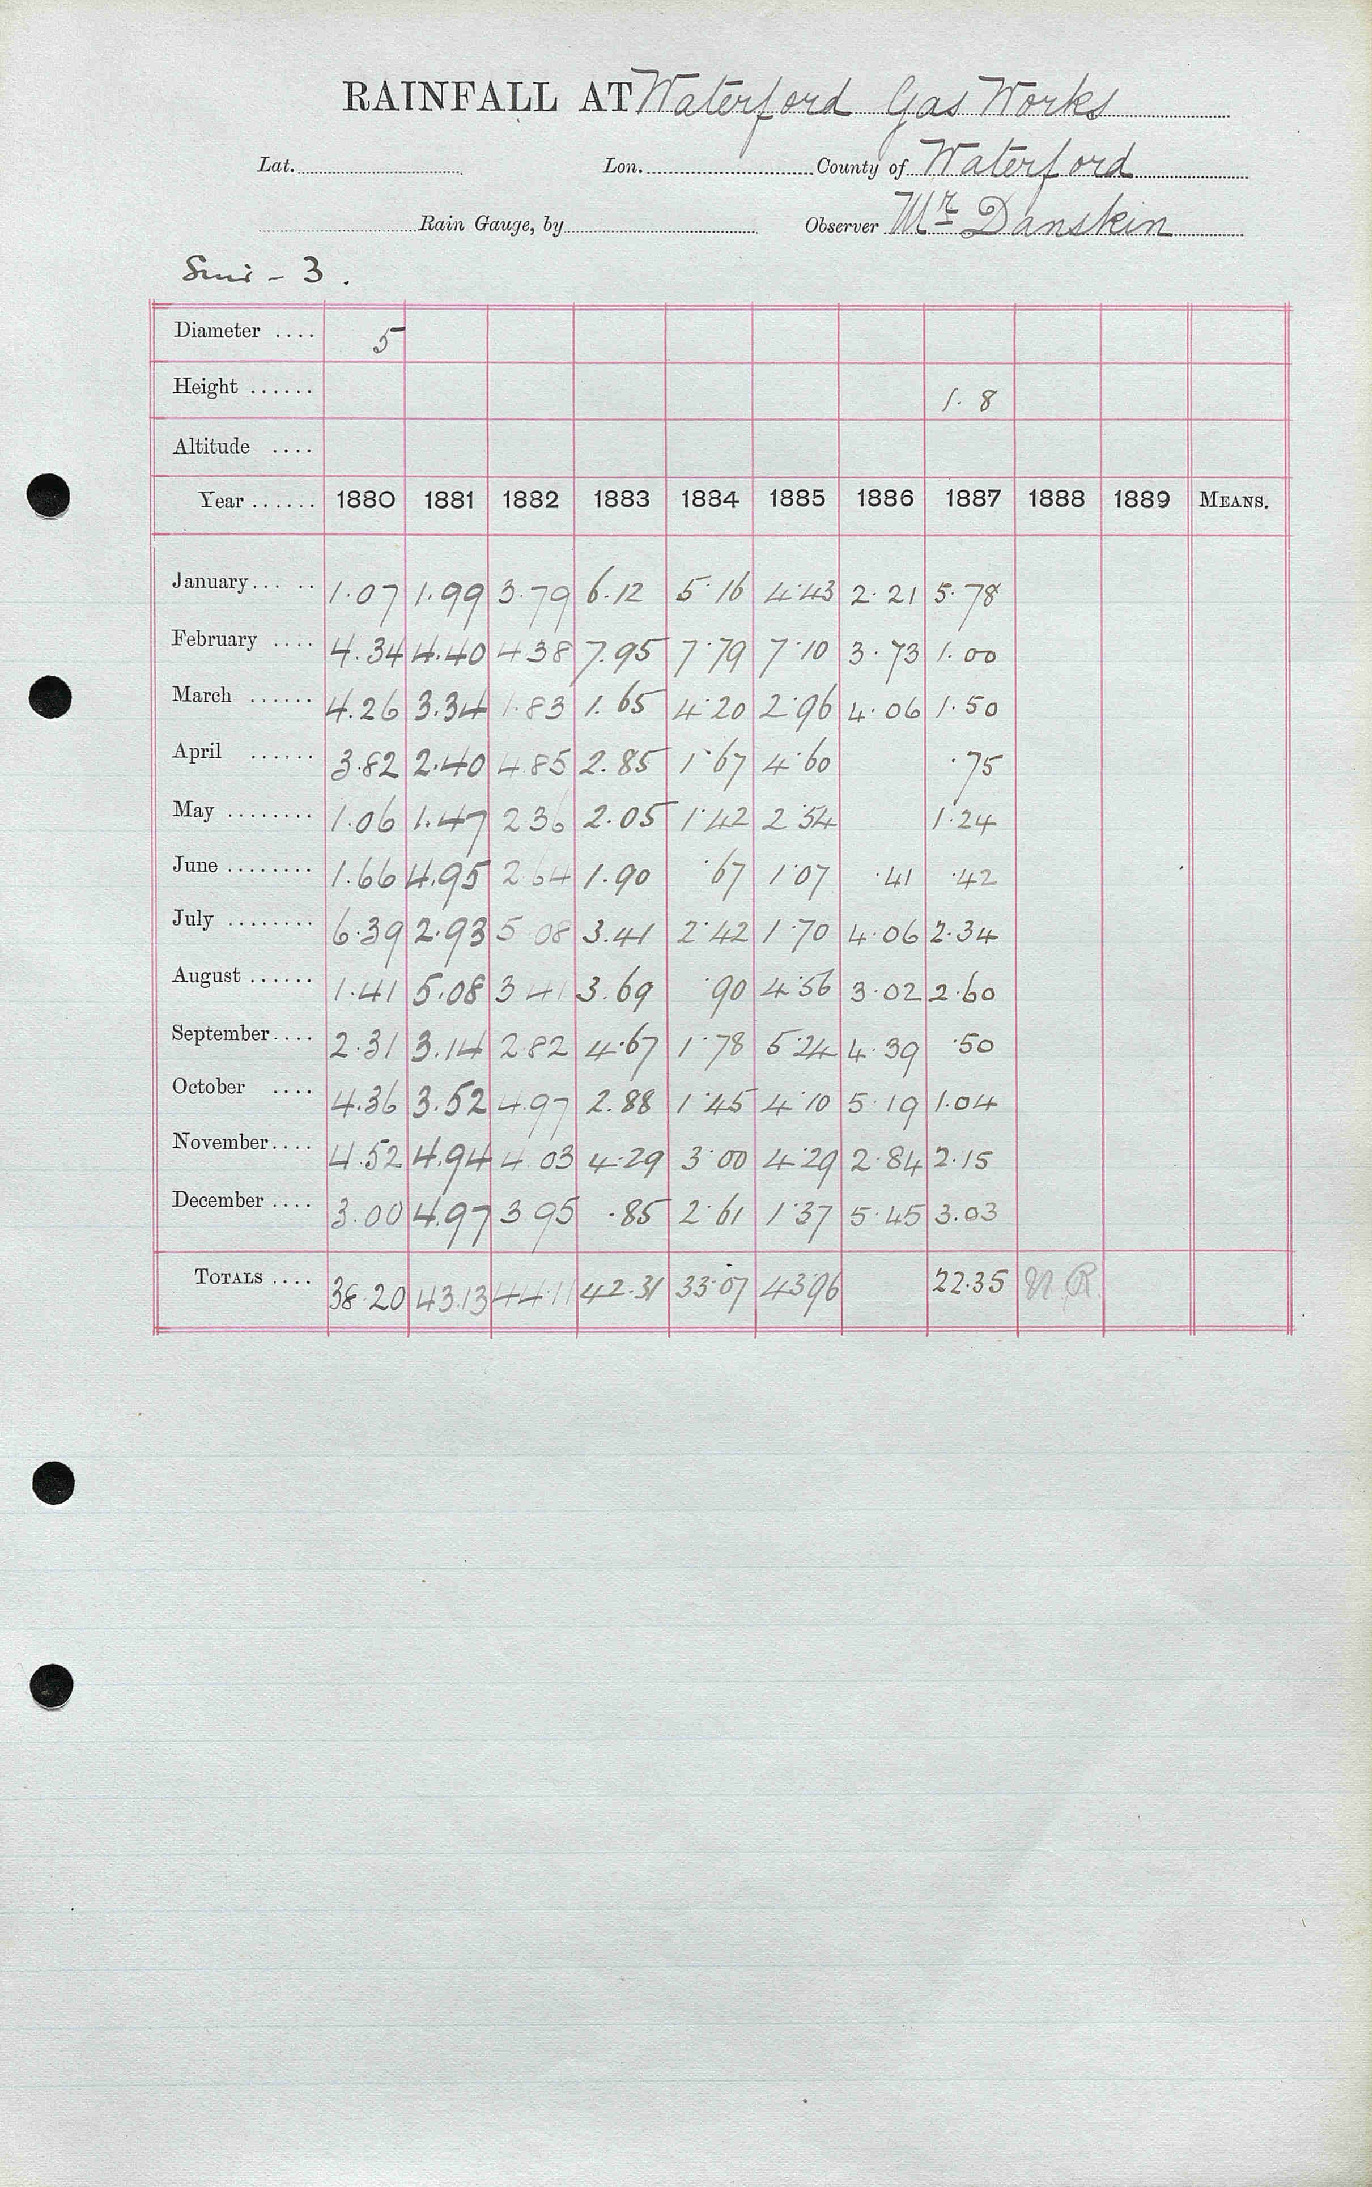 RAINFALL AT Waterford Gas Works
Lat. Lon. County of Waterford
Rain Gauge, by Observer Mr Danskin
- 3.
Diameter .... 5
Height ...... 1.8
Altitude ....
Year ...... 1880 1881 1882 1883 1884 1885 1886 1887 1888 1889 MEANS.
January ..... 1.07 1.99 3.79 6.12 5.16 4.43 2.21 5.78
February .... 4.34 4.40 4.38 7.95 7.79 7.10 3.73 1.00
March ...... 4.26 3.34 1.83 1.65 4.20 2.96 4.06 1.50
April ...... 3.82 2.40 4.85 2.85 1.67 4.60 .75
May ........ 1.06 1.47 2.36 2.05 1.42 2.54 1.24
June ........ 1.66 4.95 2.64 1.90 .67 1.07 .41 .42
July ........ 6.39 2.93 5.08 3.41 2.42 1.70 4.06 2.34
August ...... 1.41 5.08 3.41 3.69 .90 4.56 3.02 2.60
September .... 2.31 3.14 2.82 4.67 1.78 5.24 4.39 .50
October .... 4.36 3.52 4.97 2.88 1.45 4.10 5.19 1.04
November .... 4.52 4.94 4.03 4.29 3.00 4.29 2.84 2.15
December .... 3.00 4.97 3.95 .85 2.61 1.37 5.45 3.03
TOTALS .... 38.20 43.13 44.11 42.31 33.07 43.96 22.35 N.R.